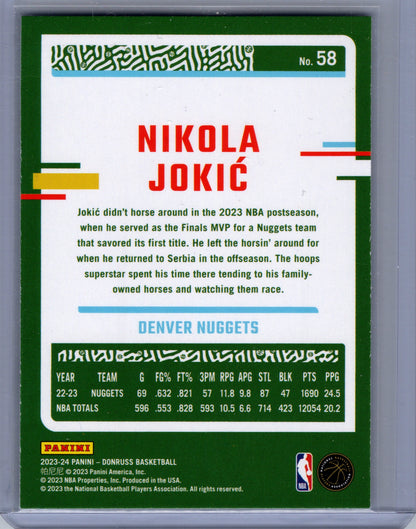 No. 58
NIKOLA
JOKIĆ
Jokić didn't horse around in the 2023 NBA postseason,
when he served as the Finals MVP for a Nuggets team
that savored its first title. He left the horsin' around for
when he returned to Serbia in the offseason. The hoops
superstar spent his time there tending to his family-
owned horses and watching them race.
DENVER NUGGETS
YEAR TEAM G FG% FT% 3PM RPG APG STL BLK PTS PPG
22-23 NUGGETS 69 .632 .821 57 11.8 9.8 87 47 1690 24.5
NBA TOTALS 596 .553 .828 593 10.5 6.6 714 423 12054 20.2
PANINI
2023-24 PANINI – DONRUSS BASKETBALL
帕尼尼 © 2023 Panini America, Inc.
© 2023 NBA Properties, Inc. Produced in the USA.
© 2023 the National Basketball Players Association. All rights reserved.
NBA